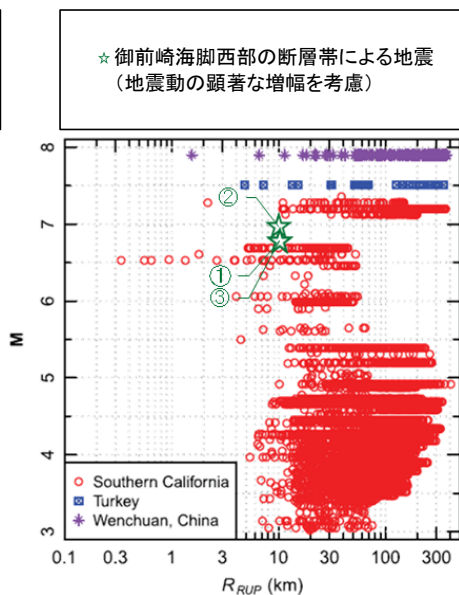 ☆ 御前崎海脚西部の断層帯による地震
(地震動の顕著な増幅を考慮)
8
7
6
5
4
3
M
②
①
③
Southern California
Turkey
Wenchuan, China
0.1 0.3 1 3 10 30 100 300
R_RUP (km)